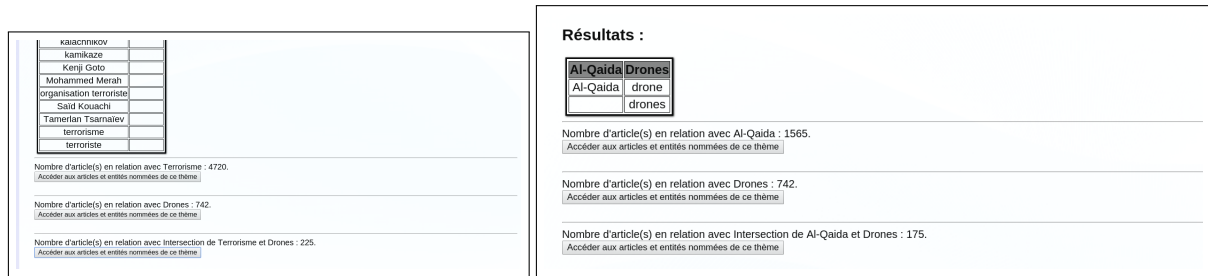 kalachnikov
kamikaze
Kenji Goto
Mohammed Merah
organisation terroriste
Saïd Kouachi
Tamerlan Tsarnaïev
terrorisme
terroriste
Nombre d'article(s) en relation avec Terrorisme : 4720.
Accéder aux articles et entités nommées de ce thème
Nombre d'article(s) en relation avec Drones : 742.
Accéder aux articles et entités nommées de ce thème
Nombre d'article(s) en relation avec Intersection de Terrorisme et Drones : 225.
Accéder aux articles et entités nommées de ce thème
Résultats :
Al-Qaida Drones
Al-Qaida drone
drones
Nombre d'article(s) en relation avec Al-Qaida : 1565.
Accéder aux articles et entités nommées de ce thème
Nombre d'article(s) en relation avec Drones : 742.
Accéder aux articles et entités nommées de ce thème
Nombre d'article(s) en relation avec Intersection de Al-Qaida et Drones : 175.
Accéder aux articles et entités nommées de ce thème